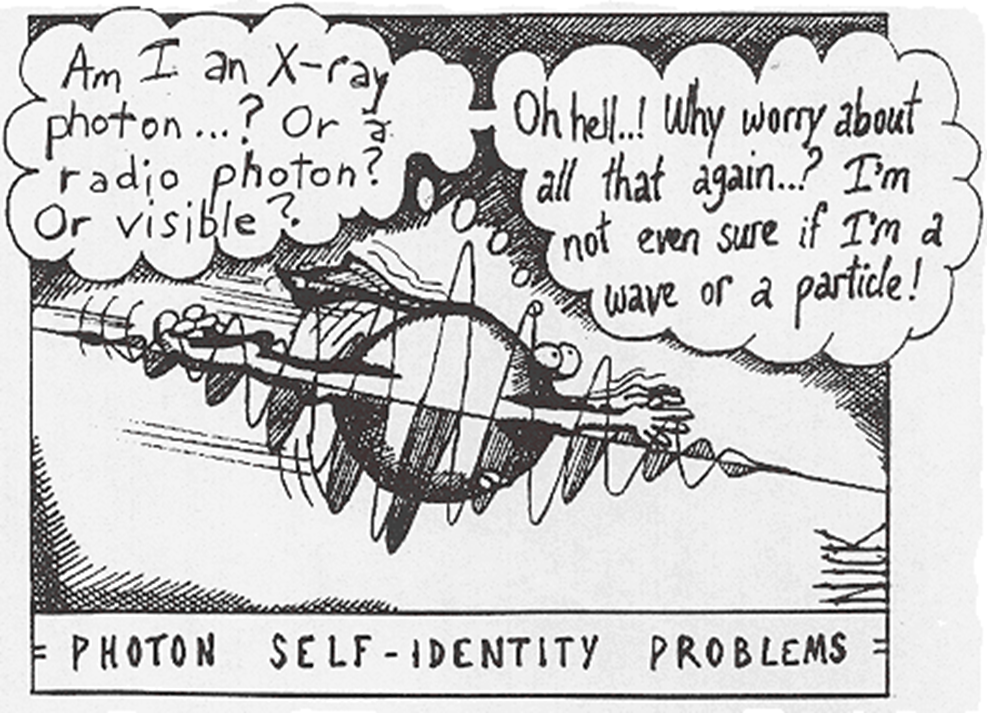 Am I an X-ray
photon...? Or a
radio photon?
Or visible?
Oh hell..! Why worry about
all that again...? I'm
not even sure if I'm a
wave or a particle!
NICK
= PHOTON SELF-IDENTITY PROBLEMS =